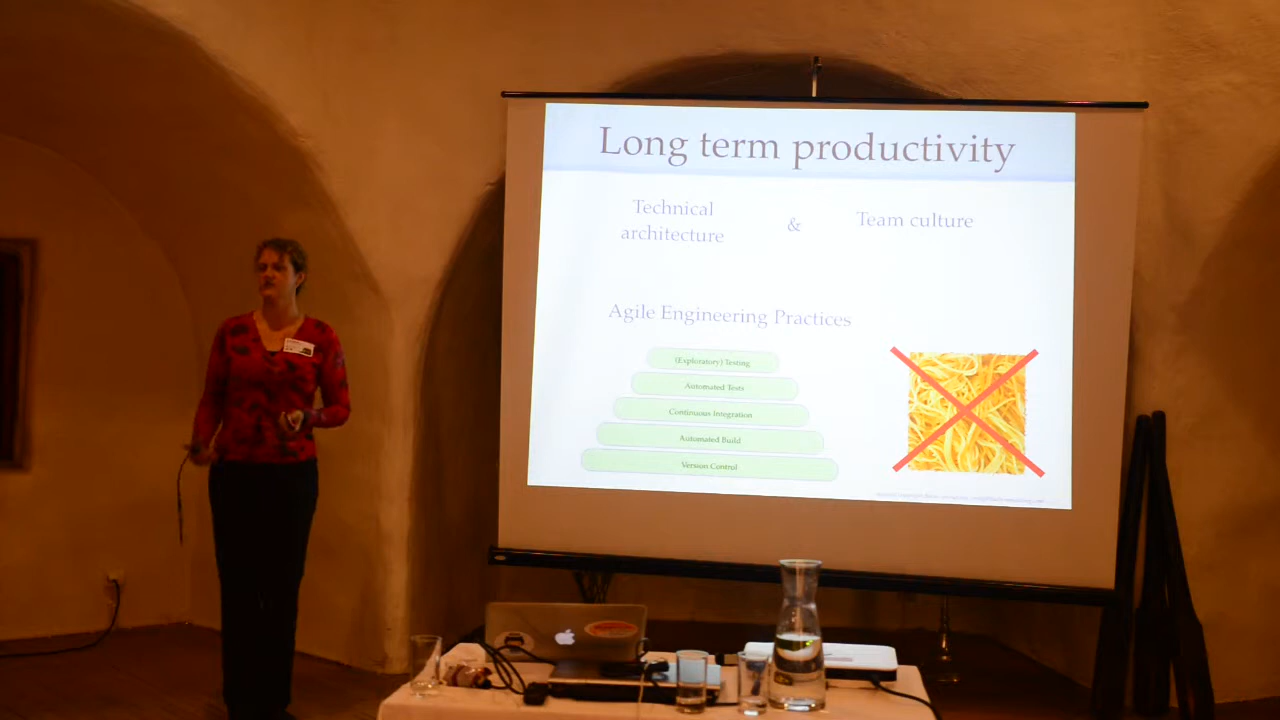 Long term productivity
Technical
architecture
&
Team culture
Agile Engineering Practices
(Exploratory) Testing
Automated Tests
Continuous Integration
Automated Build
Version Control